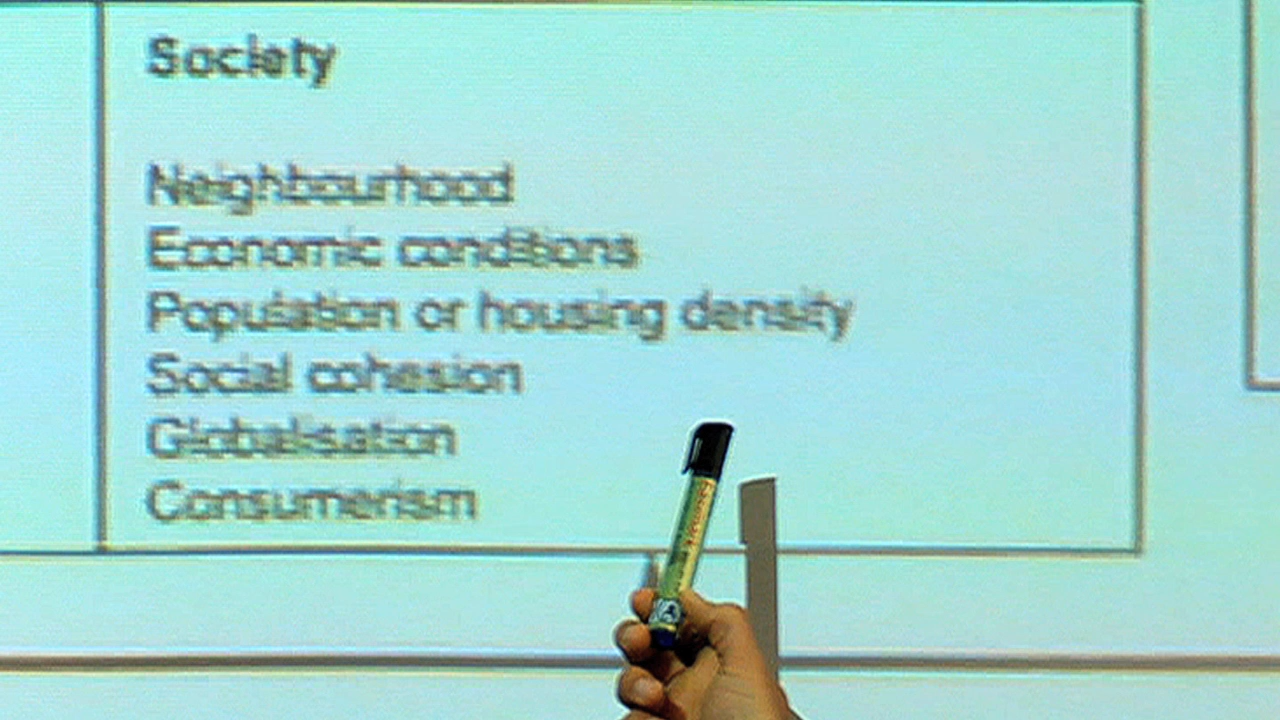 Society
Neighbourhood
Economic conditions
Population or housing density
Social cohesion
Globalisation
Consumerism